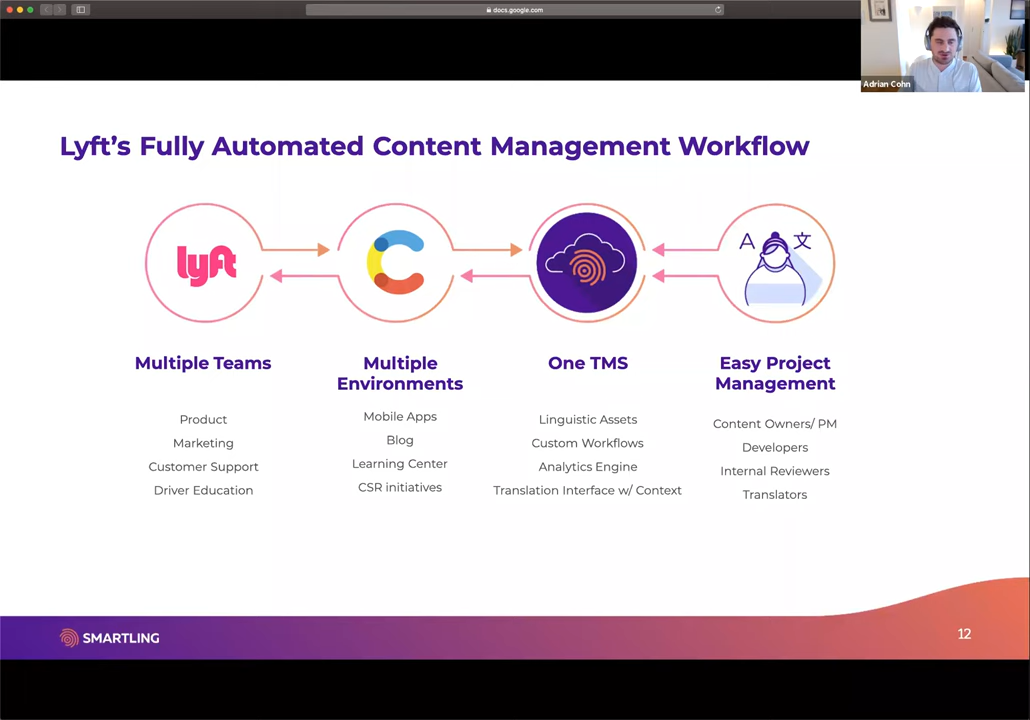 docs.google.com
Adrian Cohn
Lyft's Fully Automated Content Management Workflow
lyft
A 文
Multiple Teams
Product
Marketing
Customer Support
Driver Education
Multiple
Environments
Mobile Apps
Blog
Learning Center
CSR initiatives
One TMS
Linguistic Assets
Custom Workflows
Analytics Engine
Translation Interface w/ Context
Easy Project
Management
Content Owners/ PM
Developers
Internal Reviewers
Translators
SMARTLING
12